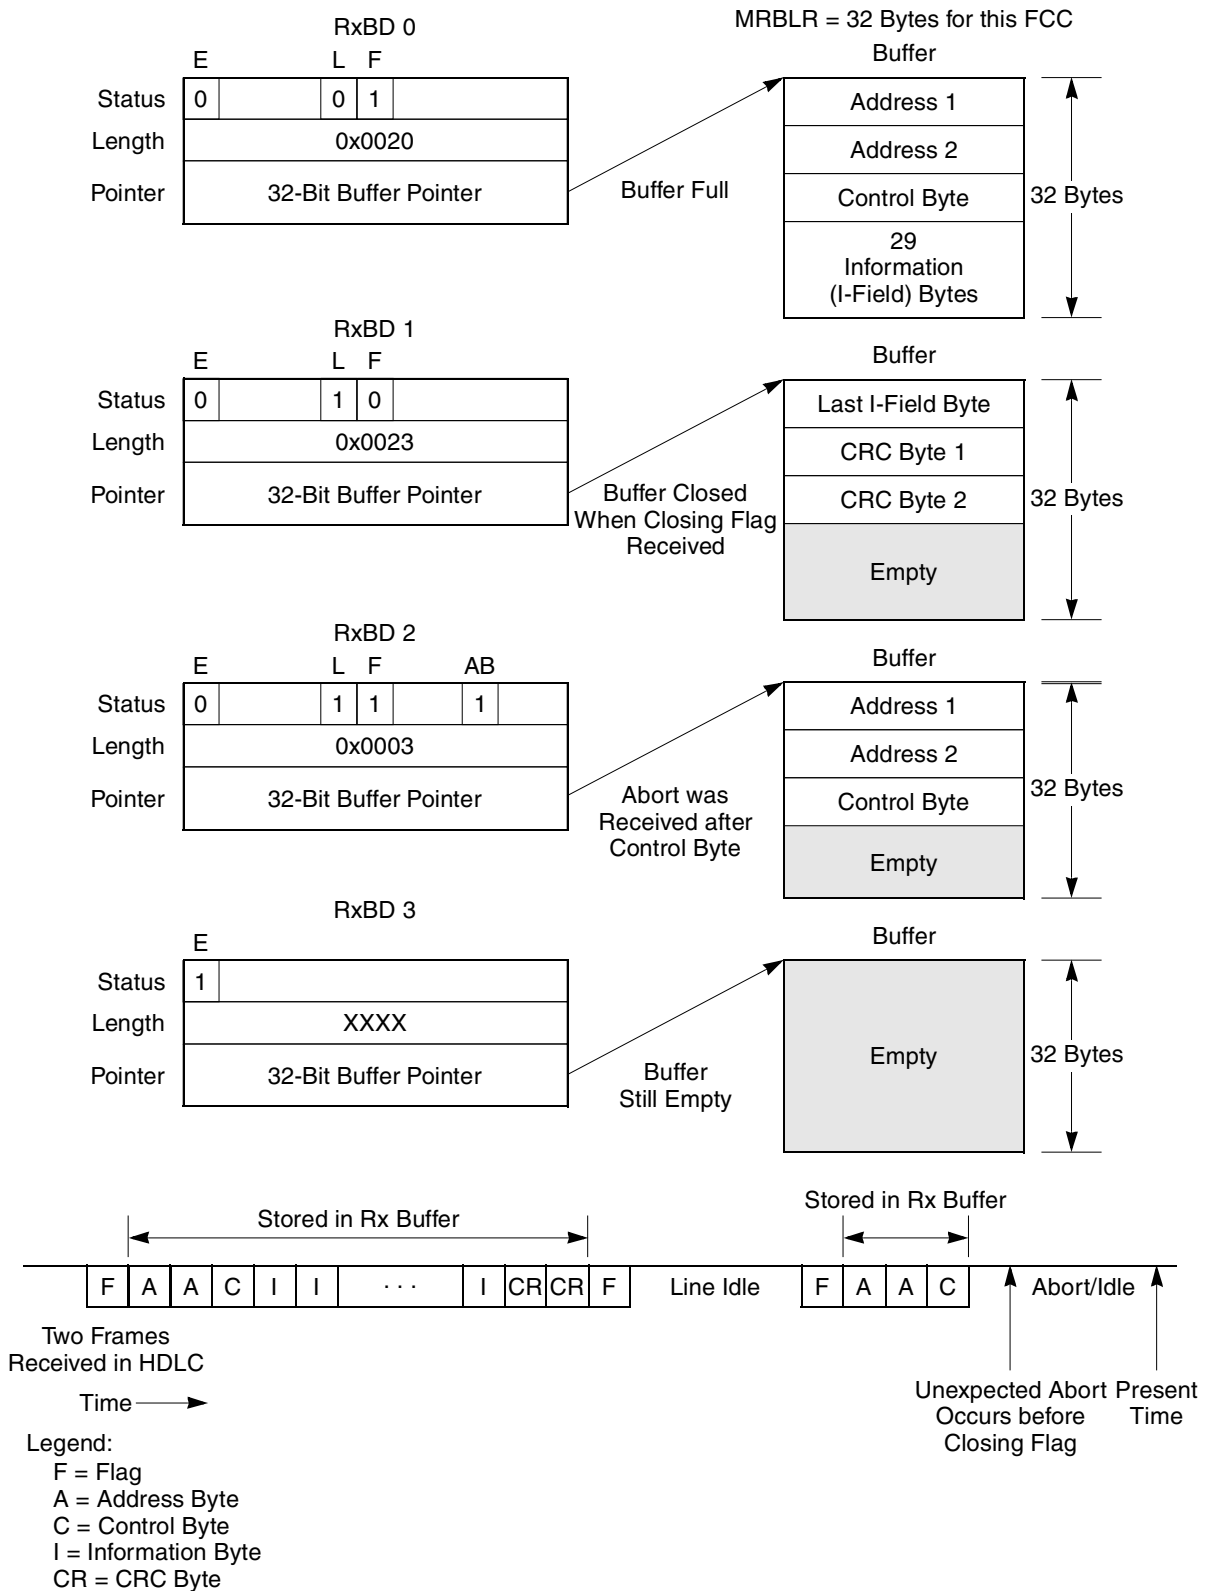 MRBLR = 32 Bytes for this FCC
RxBD 0
Buffer
E L F
Status 0 0 1
Length 0x0020
Pointer 32-Bit Buffer Pointer
Buffer Full
Address 1
Address 2
Control Byte
29
Information
(I-Field) Bytes
32 Bytes
RxBD 1
Buffer
E L F
Status 0 1 0
Length 0x0023
Pointer 32-Bit Buffer Pointer
Buffer Closed
When Closing Flag
Received
Last I-Field Byte
CRC Byte 1
CRC Byte 2
Empty
32 Bytes
RxBD 2
Buffer
E L F AB
Status 0 1 1 1
Length 0x0003
Pointer 32-Bit Buffer Pointer
Abort was
Received after
Control Byte
Address 1
Address 2
Control Byte
Empty
32 Bytes
RxBD 3
Buffer
E
Status 1
Length XXXX
Pointer 32-Bit Buffer Pointer
Buffer
Still Empty
Empty
32 Bytes
Stored in Rx Buffer
Stored in Rx Buffer
F A A C I I · · · I CR CR F Line Idle F A A C Abort/Idle
Two Frames
Received in HDLC
Time
Unexpected Abort
Occurs before
Closing Flag
Present
Time
Legend:
F = Flag
A = Address Byte
C = Control Byte
I = Information Byte
CR = CRC Byte